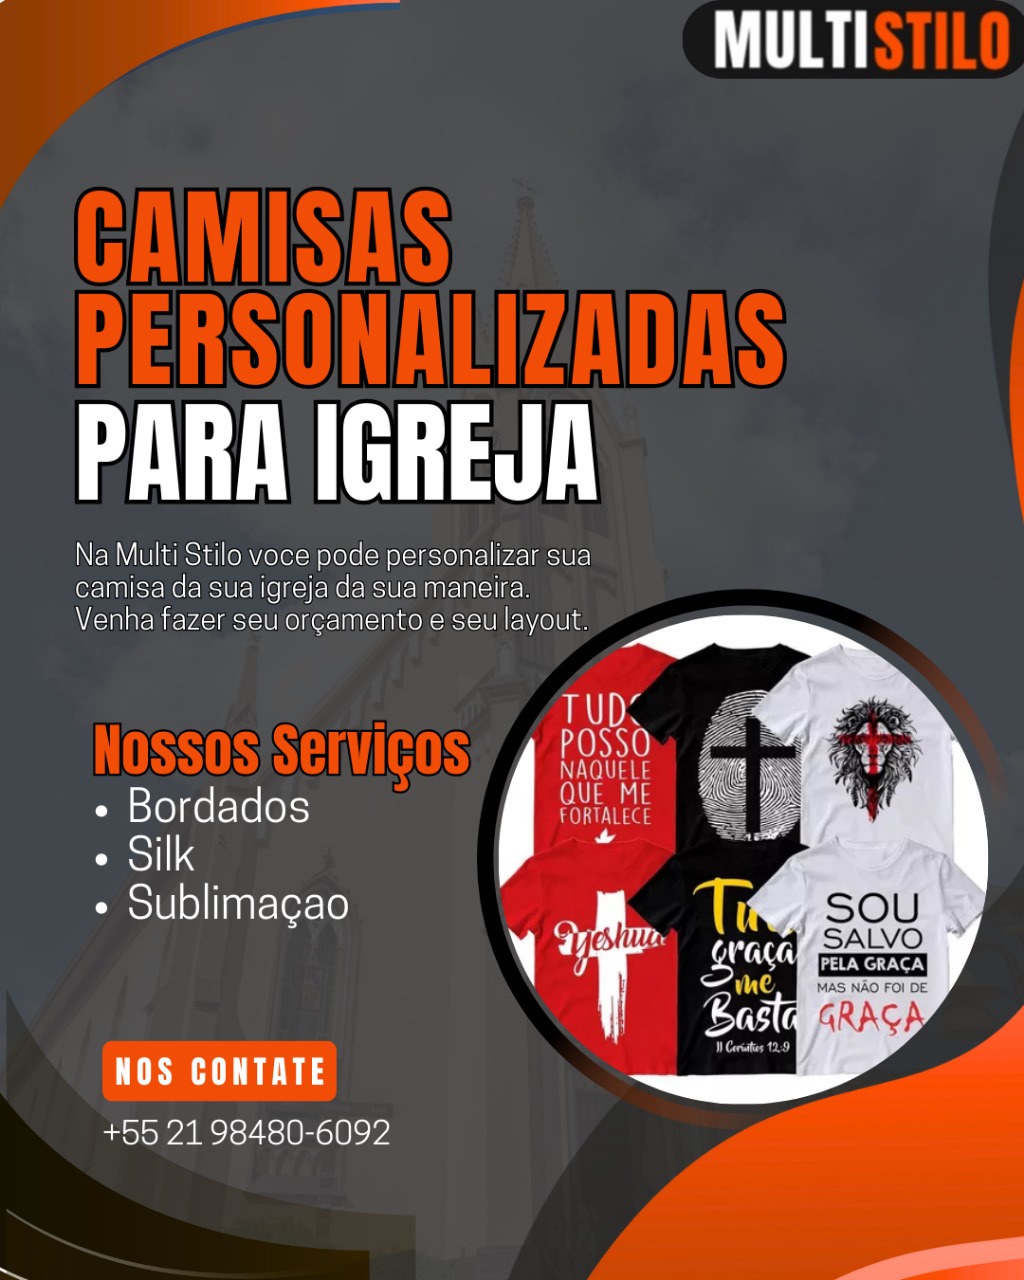 MULTISTILO
CAMISAS
PERSONALIZADAS
PARA IGREJA
Na Multi Stilo voce pode personalizar sua
camisa da sua igreja da sua maneira.
Venha fazer seu orçamento e seu layout.
Nossos Serviços
• Bordados
• Silk
• Sublimaçao
TUDO
POSSO
NAQUELE
QUE ME
FORTALECE
Yeshua
graça
me
Basta
II Coríntios 12:9
SOU
SALVO
PELA GRAÇA
MAS NÃO FOI DE
GRAÇA
NOS CONTATE
+55 21 98480-6092